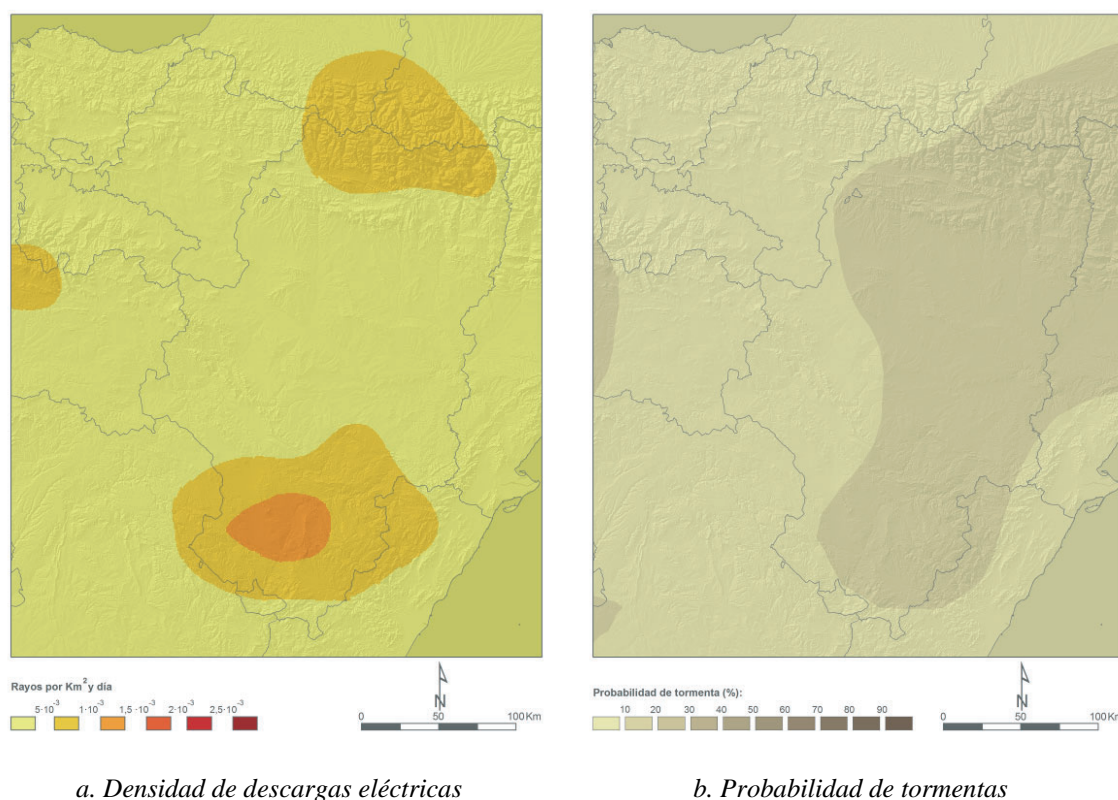 Rayos por Km² y día
5·10⁻³ 1·10⁻³ 1,5·10⁻³ 2·10⁻³ 2,5·10⁻³
N
0 50 100 Km
Probabilidad de tormenta (%):
10 20 30 40 50 60 70 80 90
N
0 50 100 Km
a. Densidad de descargas eléctricas
b. Probabilidad de tormentas